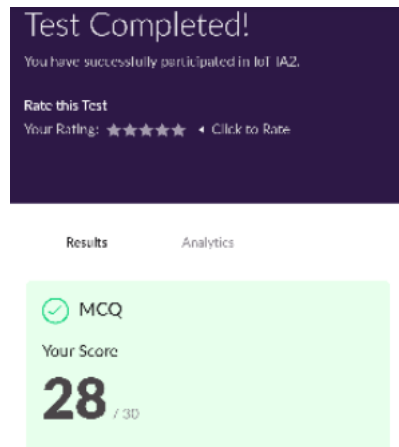 Test Completed!
You have successfully participated in IoT IA2.
Rate this Test
Your Rating: ★★★★★ ◂ Click to Rate
Results Analytics
MCQ
Your Score
28 / 30